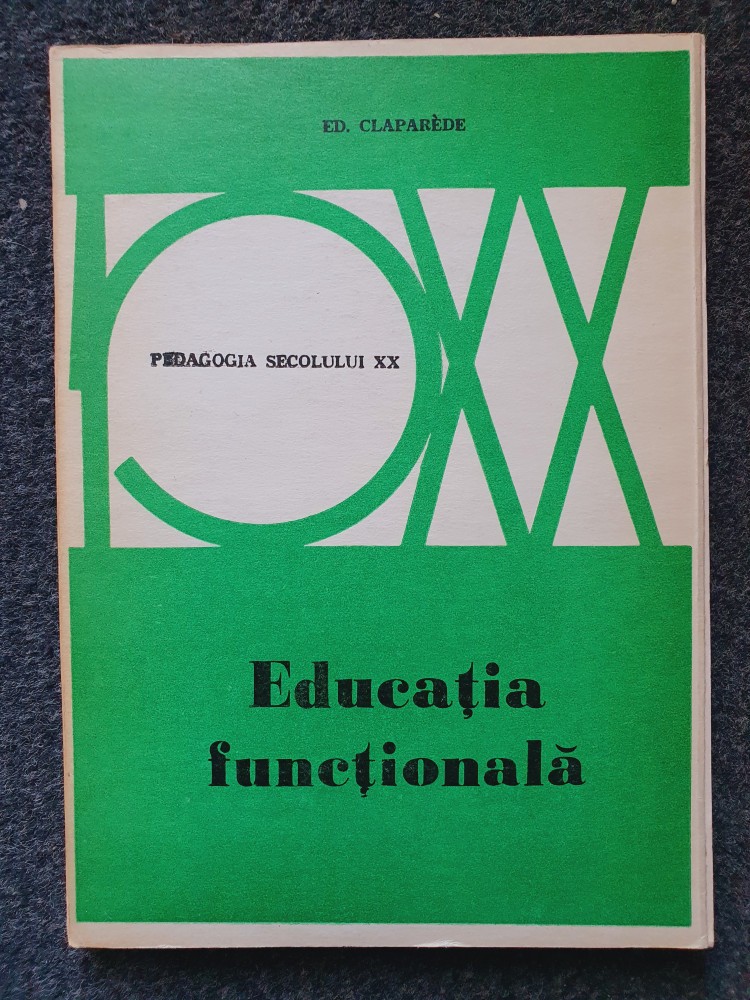 ED. CLAPARÈDE
PEDAGOGIA SECOLULUI XX
Educația
funcțională